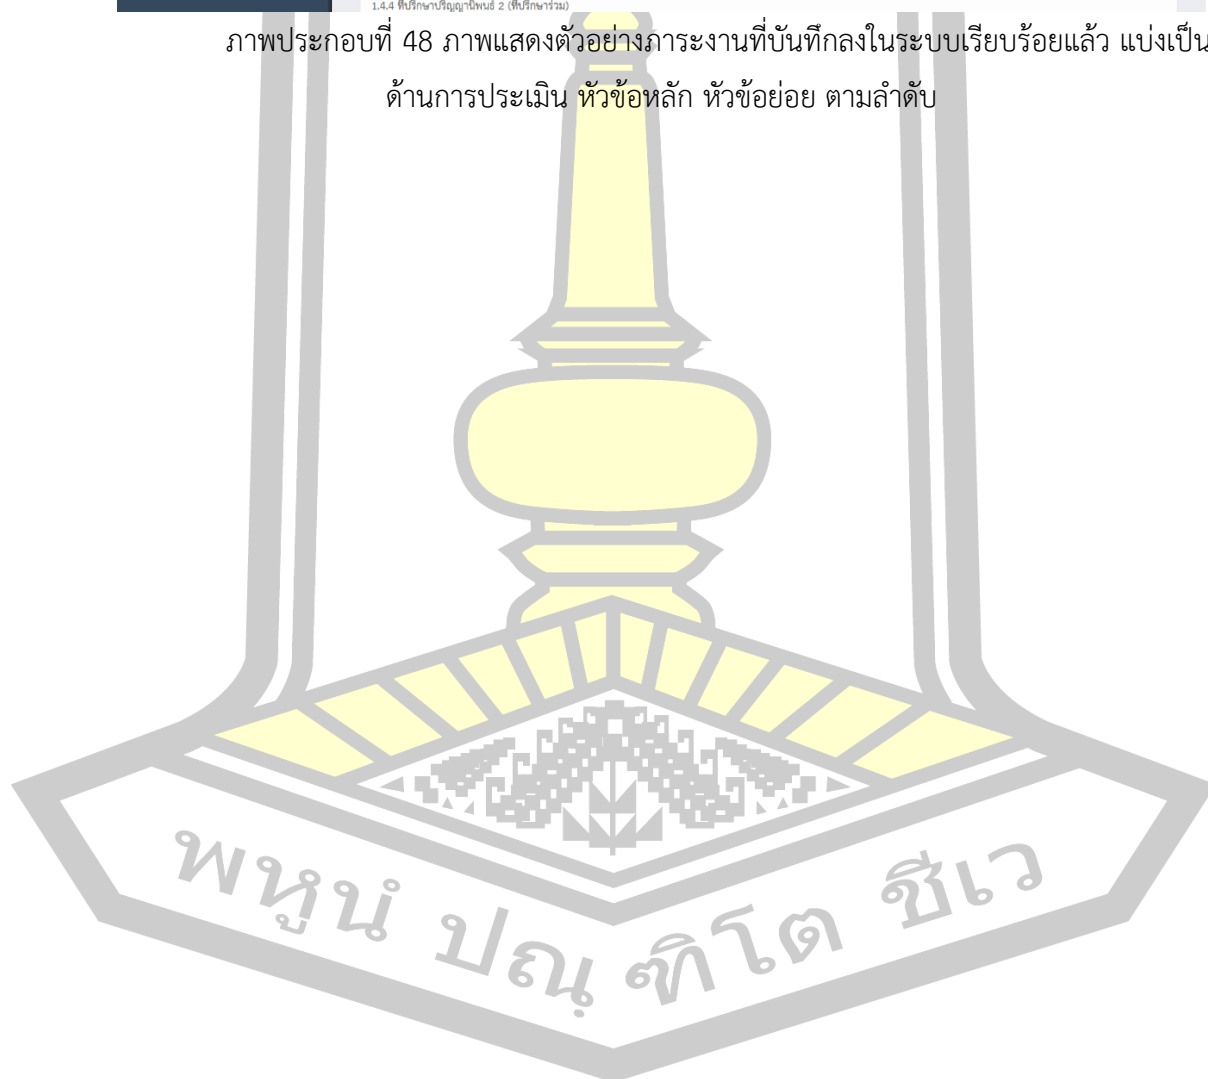 1.4.4 ที่ปรึกษาปริญญานิพนธ์ 2 (ที่ปรึกษาร่วม)
ภาพประกอบที่ 48 ภาพแสดงตัวอย่างภาระงานที่บันทึกลงในระบบเรียบร้อยแล้ว แบ่งเป็น
ด้านการประเมิน หัวข้อหลัก หัวข้อย่อย ตามลำดับ
พหูนํ ปณฺฑิโต ชีเว